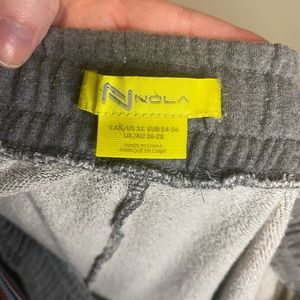 NOLA
CAN/US 3X EUR 54-56
UK/AU 26-28
MADE IN CHINA
FABRIQUÉ EN CHINE